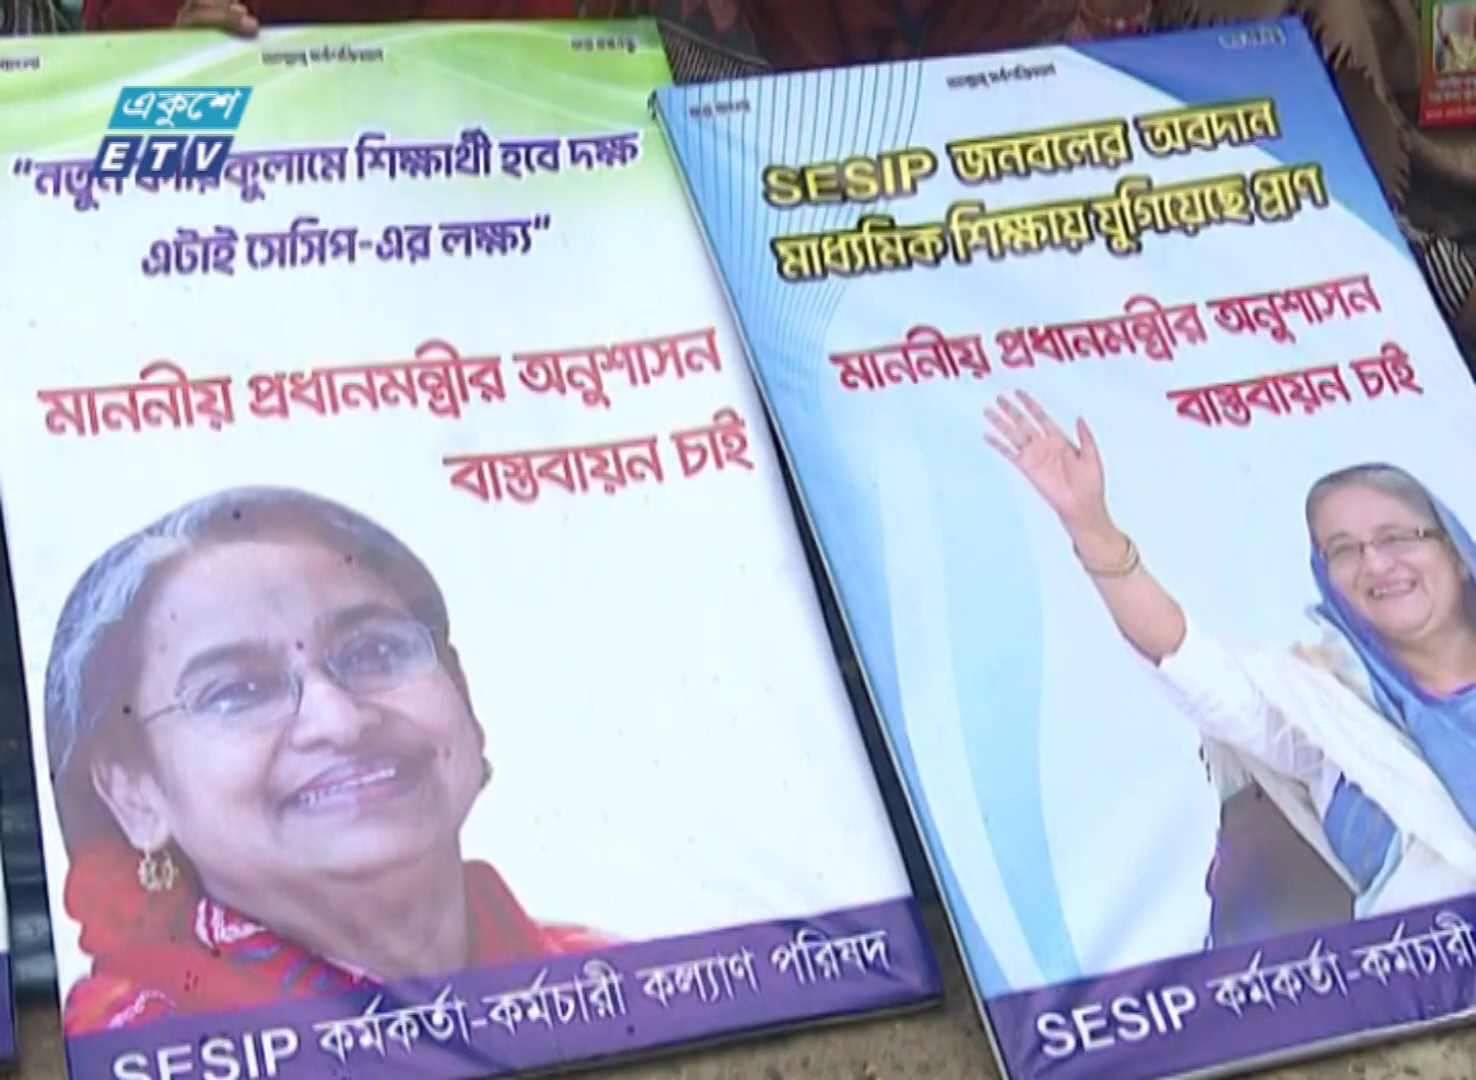 একুশে
ETV
"নতুন কারিকুলামে শিক্ষার্থী হবে দক্ষ
এটাই সেসিপ-এর লক্ষ্য"
মাননীয় প্রধানমন্ত্রীর অনুশাসন
বাস্তবায়ন চাই
SESIP কর্মকর্তা-কর্মচারী কল্যাণ পরিষদ
SESIP জনবলের অবদান
মাধ্যমিক শিক্ষায় যুগিয়েছে প্রাণ
মাননীয় প্রধানমন্ত্রীর অনুশাসন
বাস্তবায়ন চাই
SESIP কর্মকর্তা-কর্মচারী